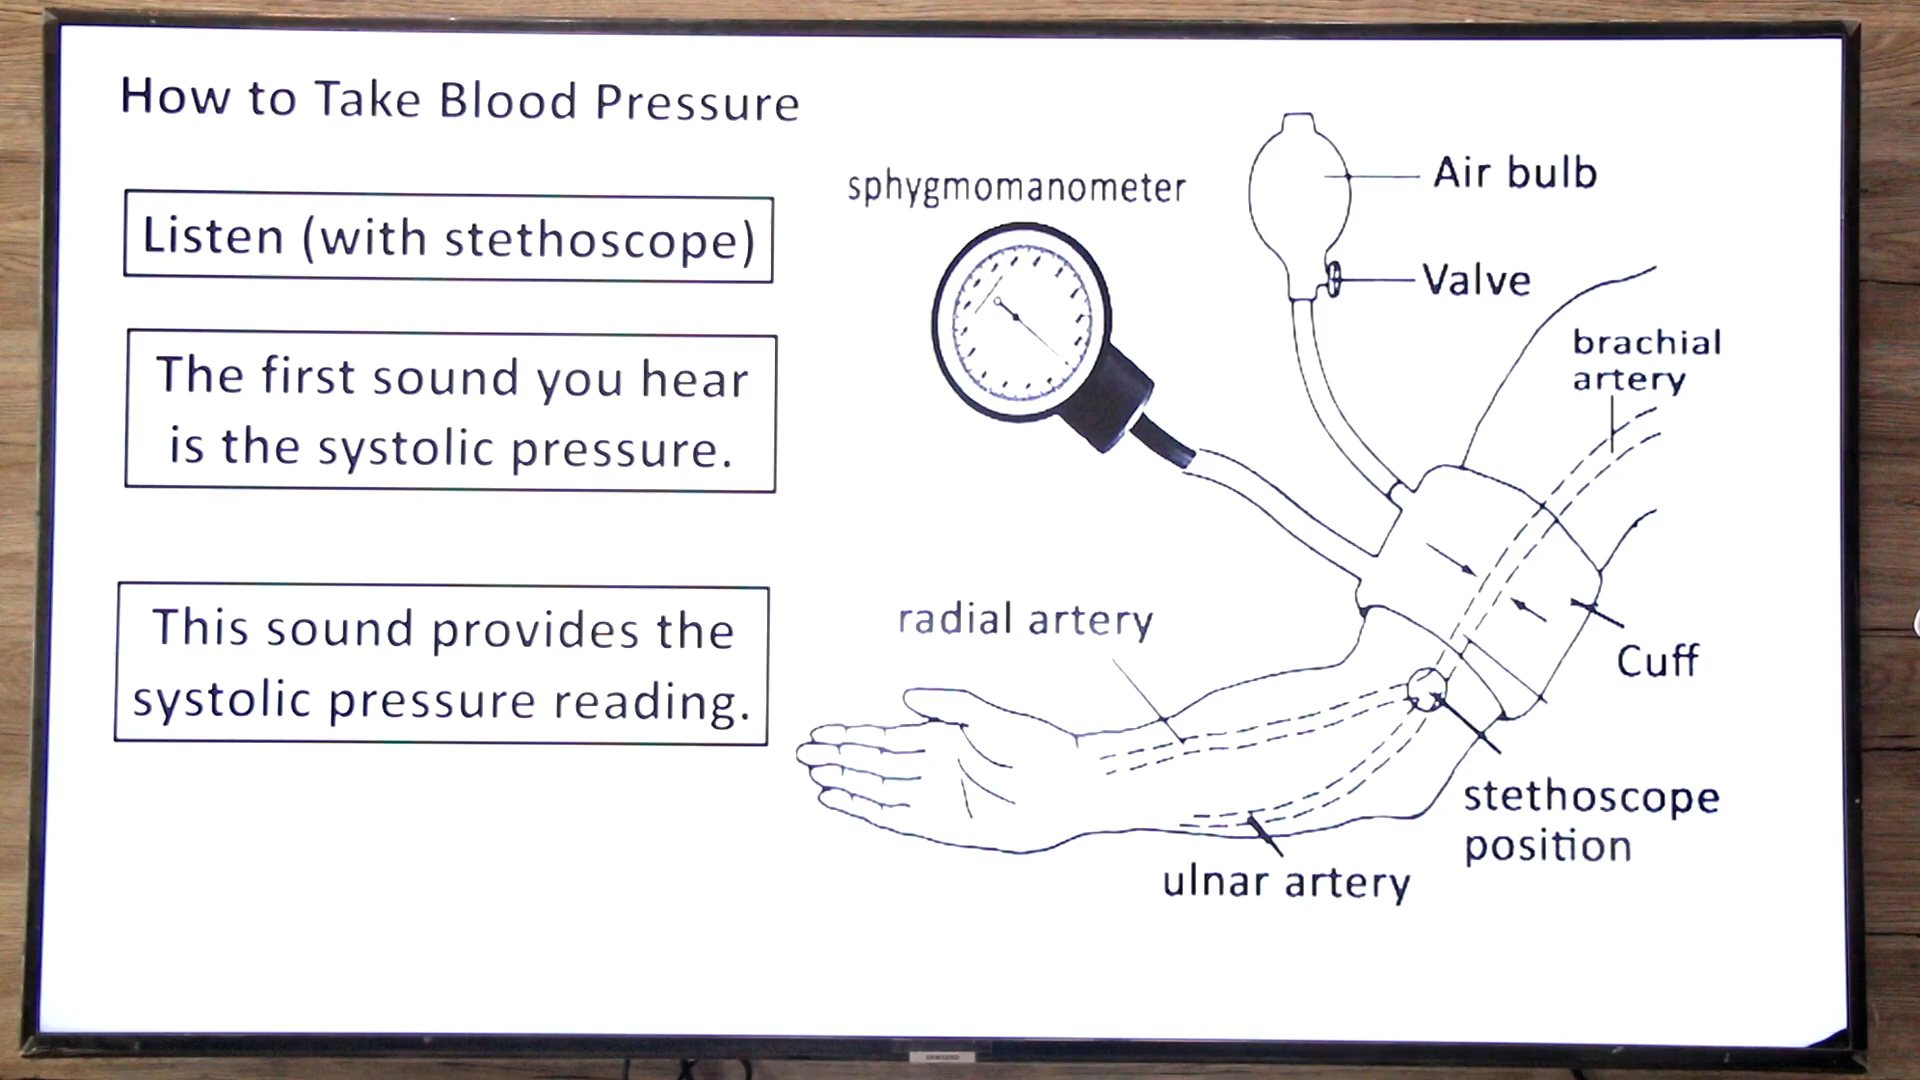 How to Take Blood Pressure
Listen (with stethoscope)
The first sound you hear
is the systolic pressure.
This sound provides the
systolic pressure reading.
sphygmomanometer
Air bulb
Valve
brachial
artery
radial artery
Cuff
stethoscope
position
ulnar artery
SAMSUNG